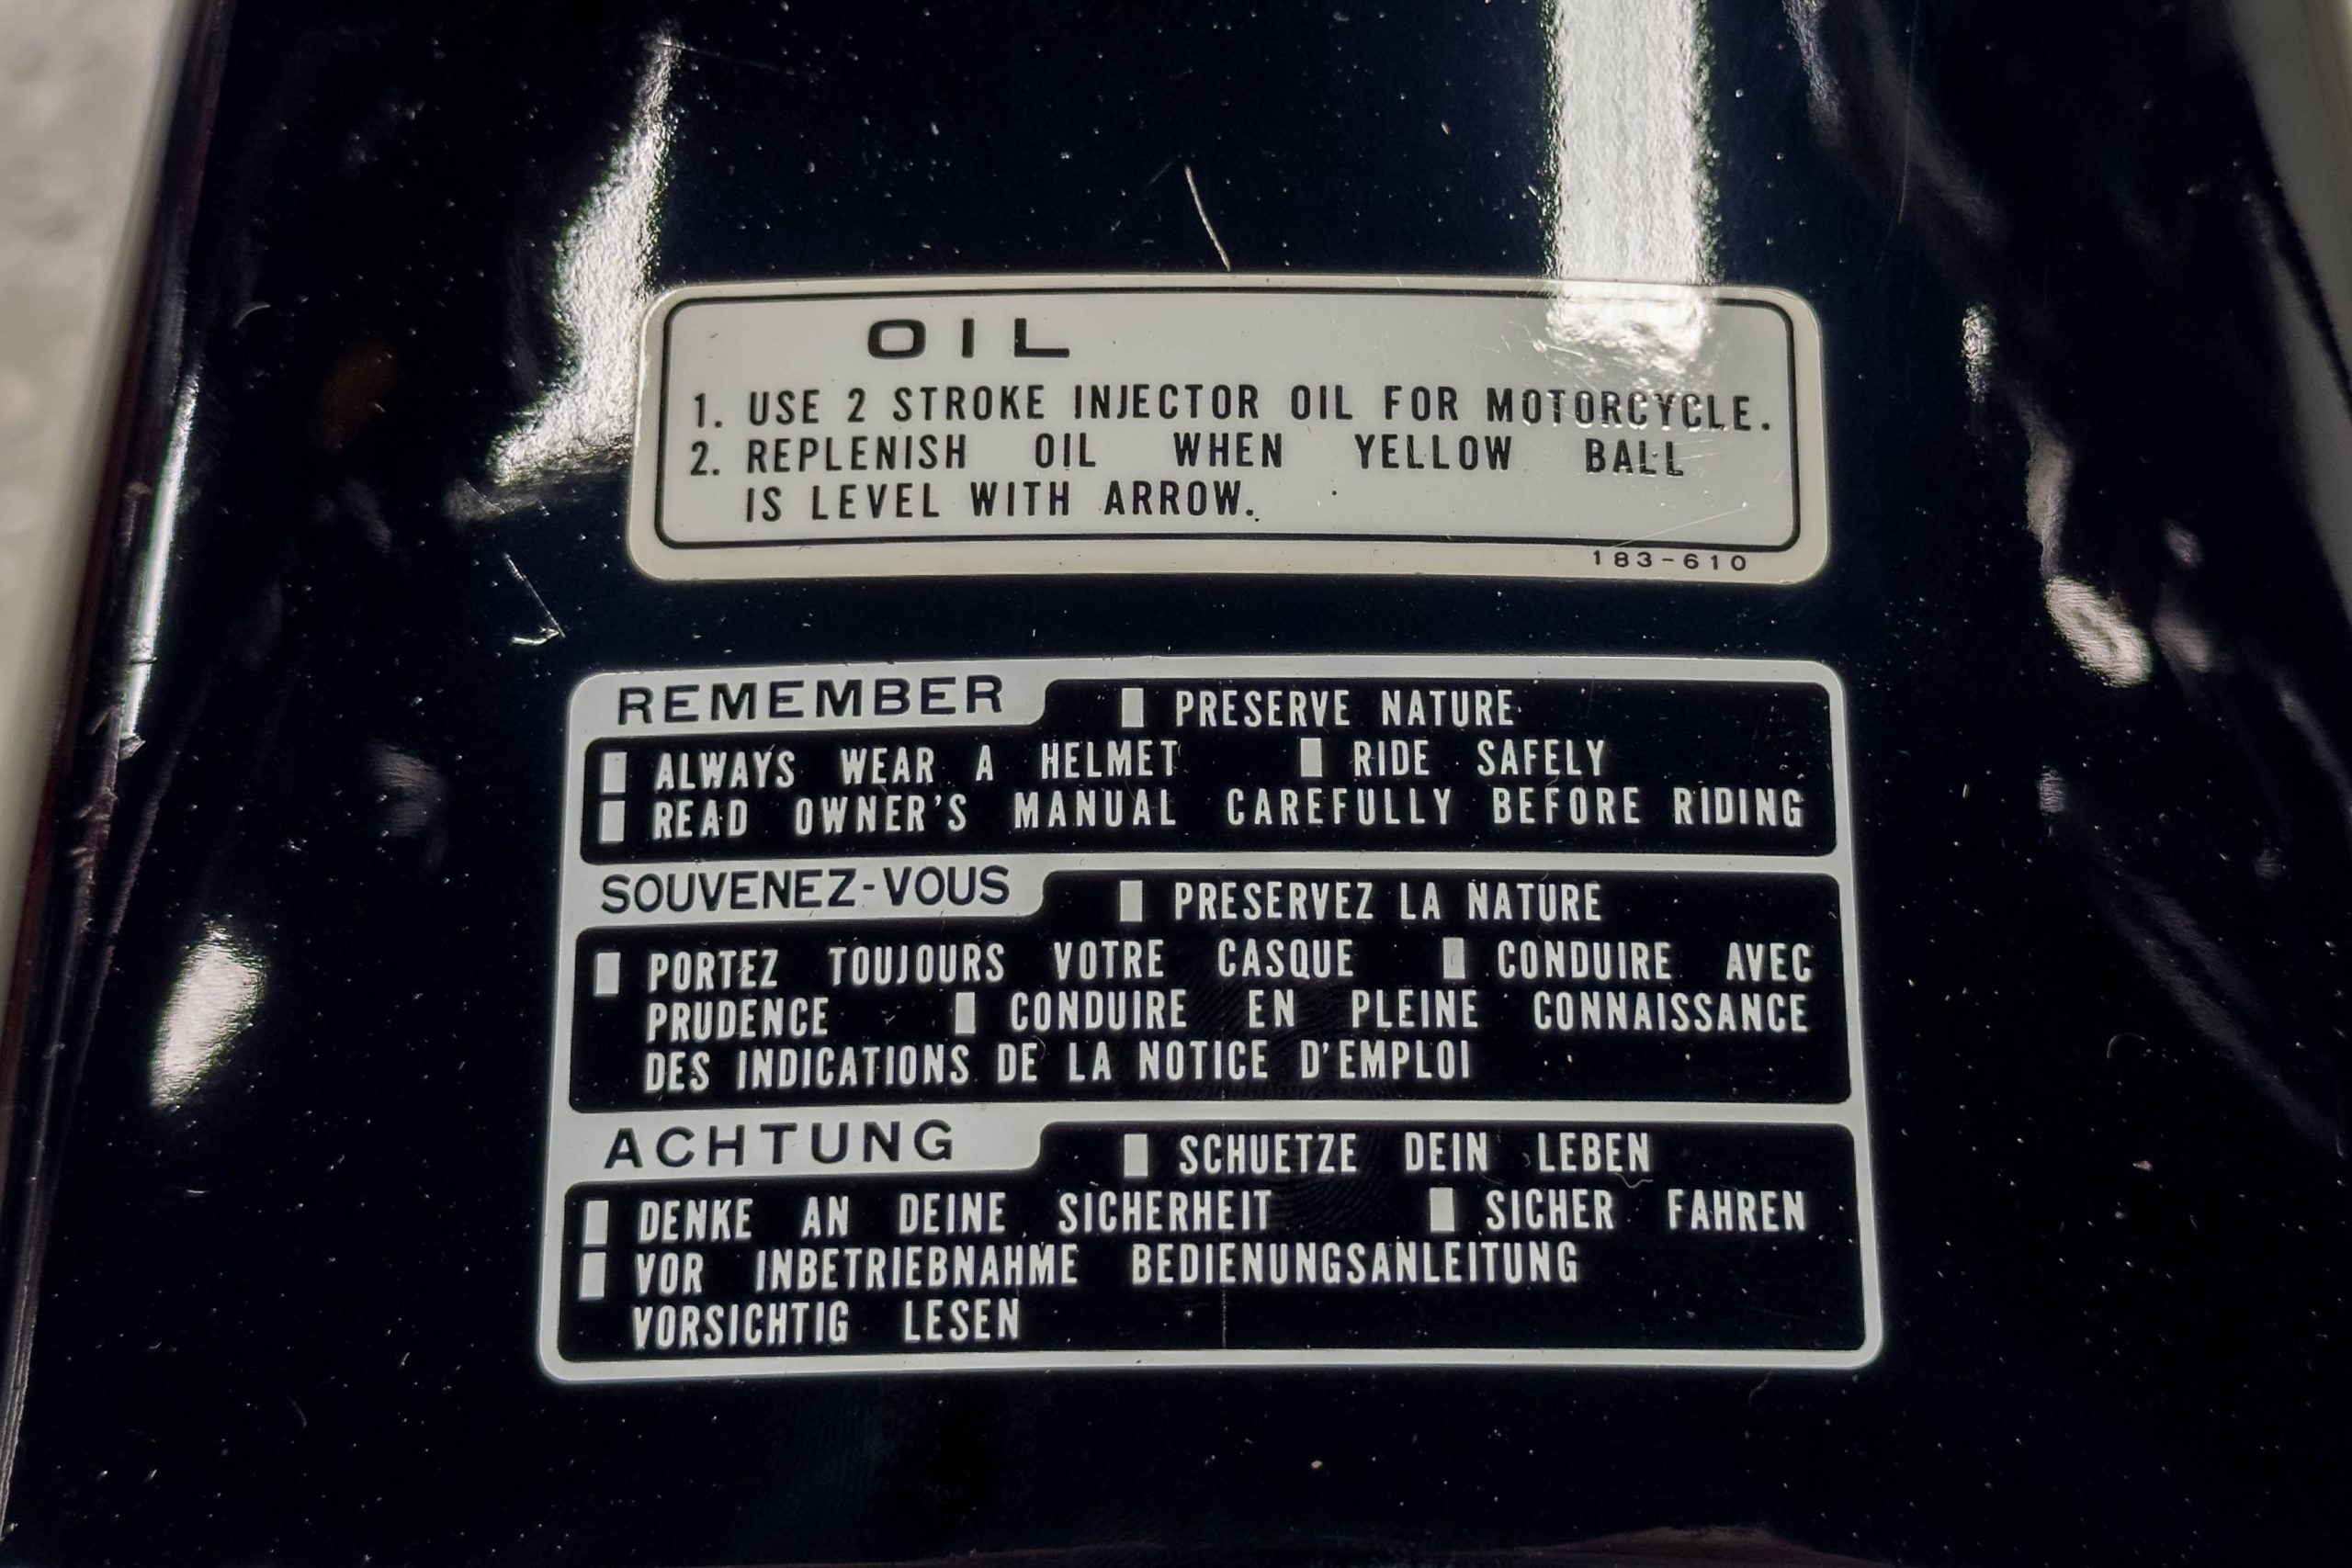 OIL
1. USE 2 STROKE INJECTOR OIL FOR MOTORCYCLE.
2. REPLENISH OIL WHEN YELLOW BALL
IS LEVEL WITH ARROW.
183-610
REMEMBER PRESERVE NATURE
ALWAYS WEAR A HELMET RIDE SAFELY
READ OWNER'S MANUAL CAREFULLY BEFORE RIDING
SOUVENEZ-VOUS PRESERVEZ LA NATURE
PORTEZ TOUJOURS VOTRE CASQUE CONDUIRE AVEC
PRUDENCE CONDUIRE EN PLEINE CONNAISSANCE
DES INDICATIONS DE LA NOTICE D'EMPLOI
ACHTUNG SCHUETZE DEIN LEBEN
DENKE AN DEINE SICHERHEIT SICHER FAHREN
VOR INBETRIEBNAHME BEDIENUNGSANLEITUNG
VORSICHTIG LESEN